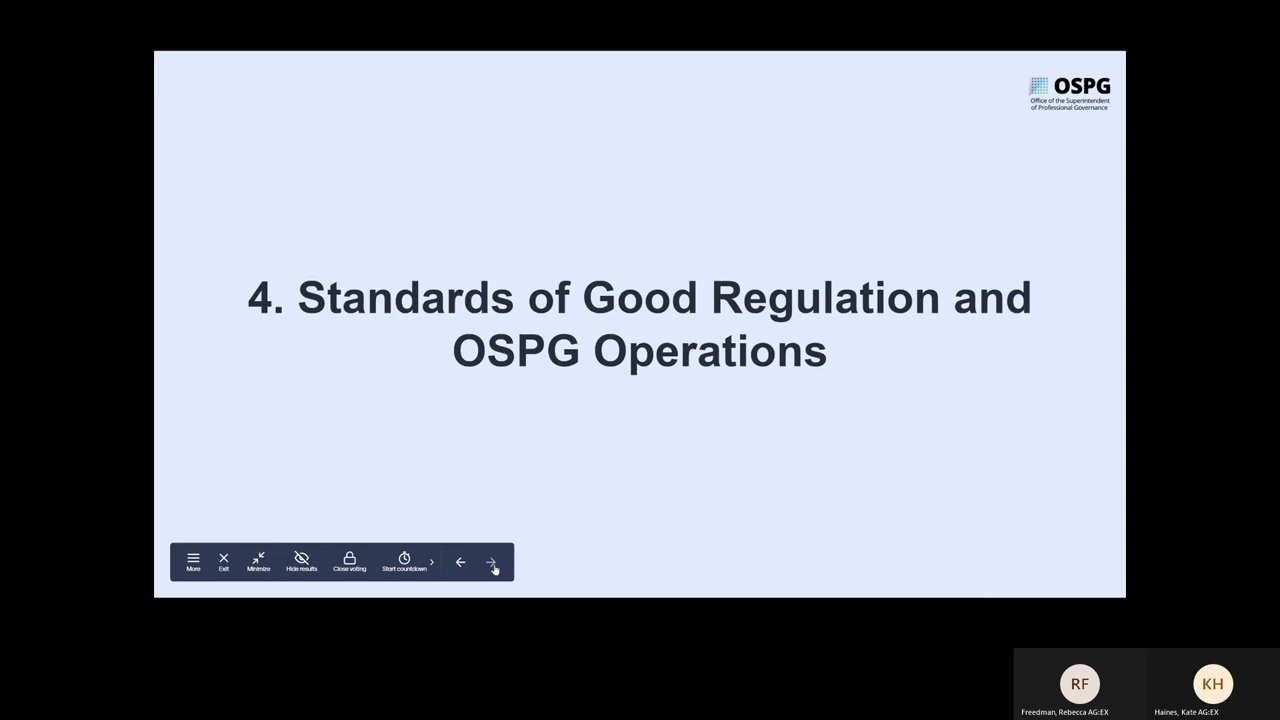 OSPG
Office of the Superintendent
of Professional Governance
4. Standards of Good Regulation and
OSPG Operations
More
Exit
Minimize
Hide results
Close voting
Start countdown
RF
KH
Freedman, Rebecca AG:EX
Haines, Kate AG:EX